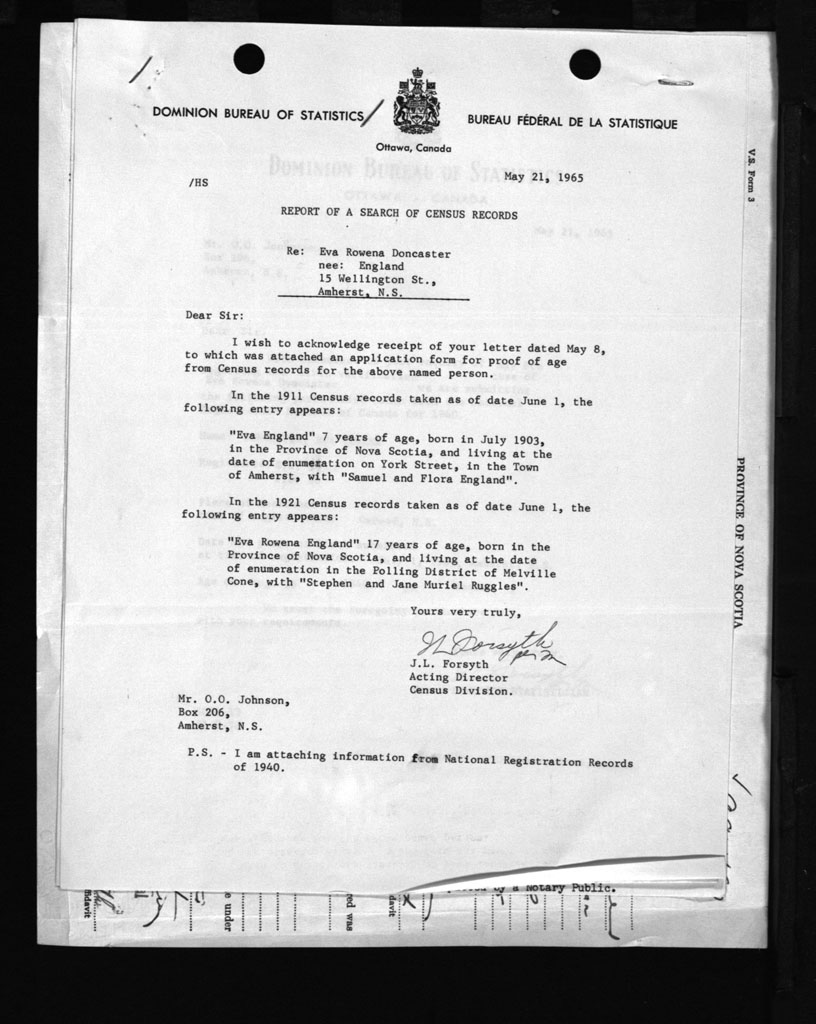 DOMINION BUREAU OF STATISTICS
BUREAU FÉDÉRAL DE LA STATISTIQUE
Ottawa, Canada
/HS
May 21, 1965
REPORT OF A SEARCH OF CENSUS RECORDS
Re: Eva Rowena Doncaster
nee: England
15 Wellington St.,
Amherst, N.S.
Dear Sir:
I wish to acknowledge receipt of your letter dated May 8,
to which was attached an application form for proof of age
from Census records for the above named person.
In the 1911 Census records taken as of date June 1, the
following entry appears:
"Eva England" 7 years of age, born in July 1903,
in the Province of Nova Scotia, and living at the
date of enumeration on York Street, in the Town
of Amherst, with "Samuel and Flora England".
In the 1921 Census records taken as of date June 1, the
following entry appears:
"Eva Rowena England" 17 years of age, born in the
Province of Nova Scotia, and living at the date
of enumeration in the Polling District of Melville
Cone, with "Stephen and Jane Muriel Ruggles".
Yours very truly,
J.L. Forsyth
J.L. Forsyth
Acting Director
Census Division.
Mr. O.O. Johnson,
Box 206,
Amherst, N.S.
P.S. - I am attaching information from National Registration Records
of 1940.
V.S. Form 3
PROVINCE OF NOVA SCOTIA
by a Notary Public.
e under